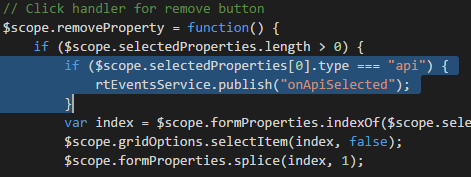 // Click handler for remove button
$scope.removeProperty = function() {
if ($scope.selectedProperties.length > 0) {
if ($scope.selectedProperties[0].type === "api") {
rtEventsService.publish("onApiSelected");
}
var index = $scope.formProperties.indexOf($scope.sele
$scope.gridOptions.selectItem(index, false);
$scope.formProperties.splice(index, 1);